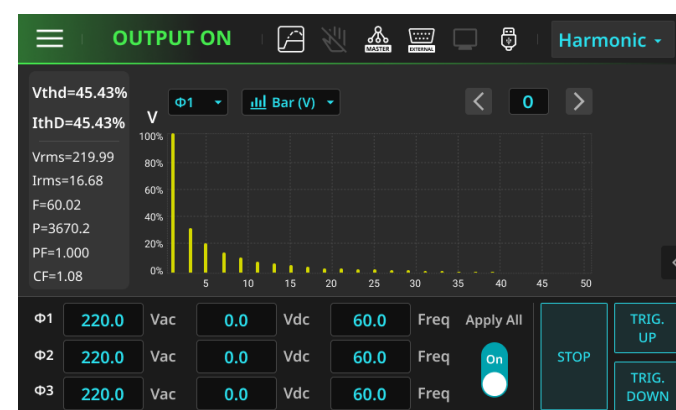 OUTPUT ON
MASTER
EXTERNAL
Harmonic
Vthd=45.43%
IthD=45.43%
Vrms=219.99
Irms=16.68
F=60.02
P=3670.2
PF=1.000
CF=1.08
Φ1
Bar (V)
0
V
100%
80%
60%
40%
20%
0%
5 10 15 20 25 30 35 40 45 50
Φ1 220.0 Vac 0.0 Vdc 60.0 Freq Apply All
Φ2 220.0 Vac 0.0 Vdc 60.0 Freq On
Φ3 220.0 Vac 0.0 Vdc 60.0 Freq
STOP
TRIG.
UP
TRIG.
DOWN